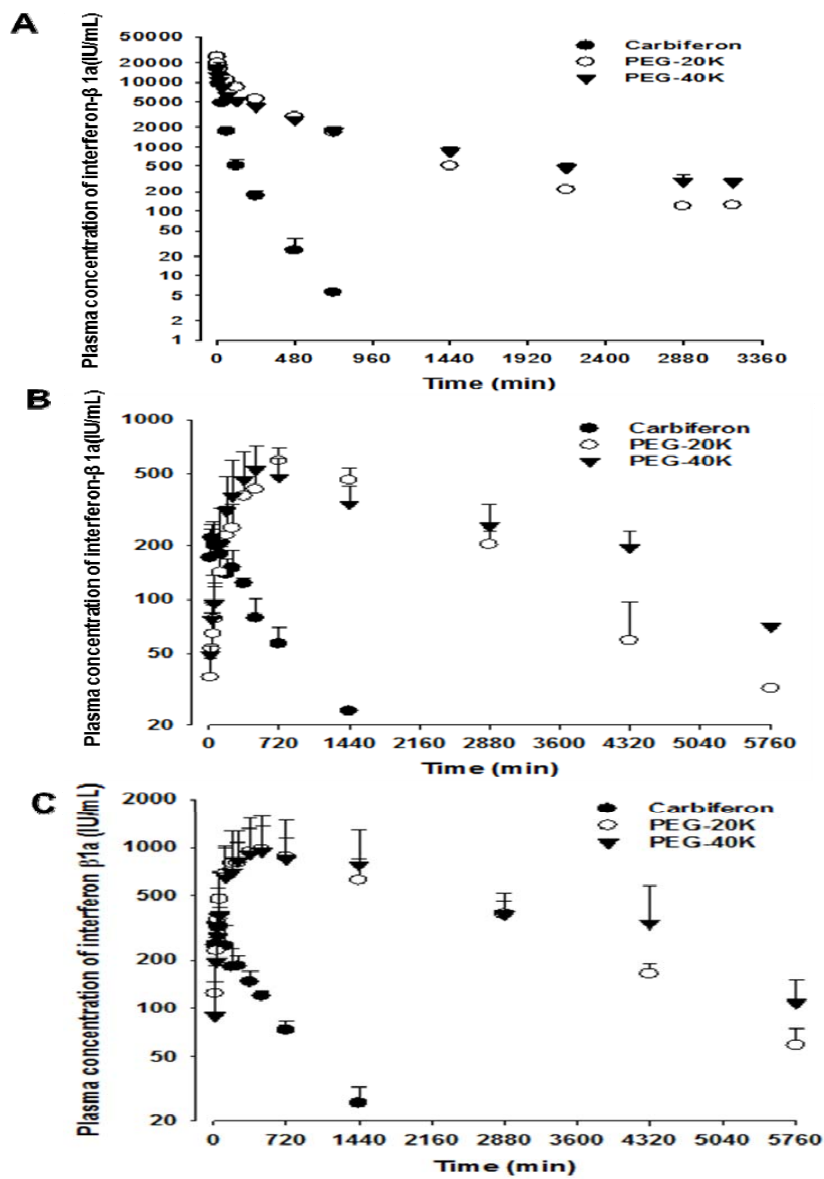 A
Plasma concentration of interferon-β 1a(IU/mL)
50000
20000
10000
5000
2000
1000
500
200
100
50
20
10
5
2
1
Carbiferon
PEG-20K
PEG-40K
0 480 960 1440 1920 2400 2880 3360
Time (min)
B
Plasma concentration of interferon-β 1a(IU/mL)
1000
500
200
100
50
20
Carbiferon
PEG-20K
PEG-40K
0 720 1440 2160 2880 3600 4320 5040 5760
Time (min)
C
Plasma concentration of interferon β1a (IU/mL)
2000
1000
500
200
100
50
20
Carbiferon
PEG-20K
PEG-40K
0 720 1440 2160 2880 3600 4320 5040 5760
Time (min)